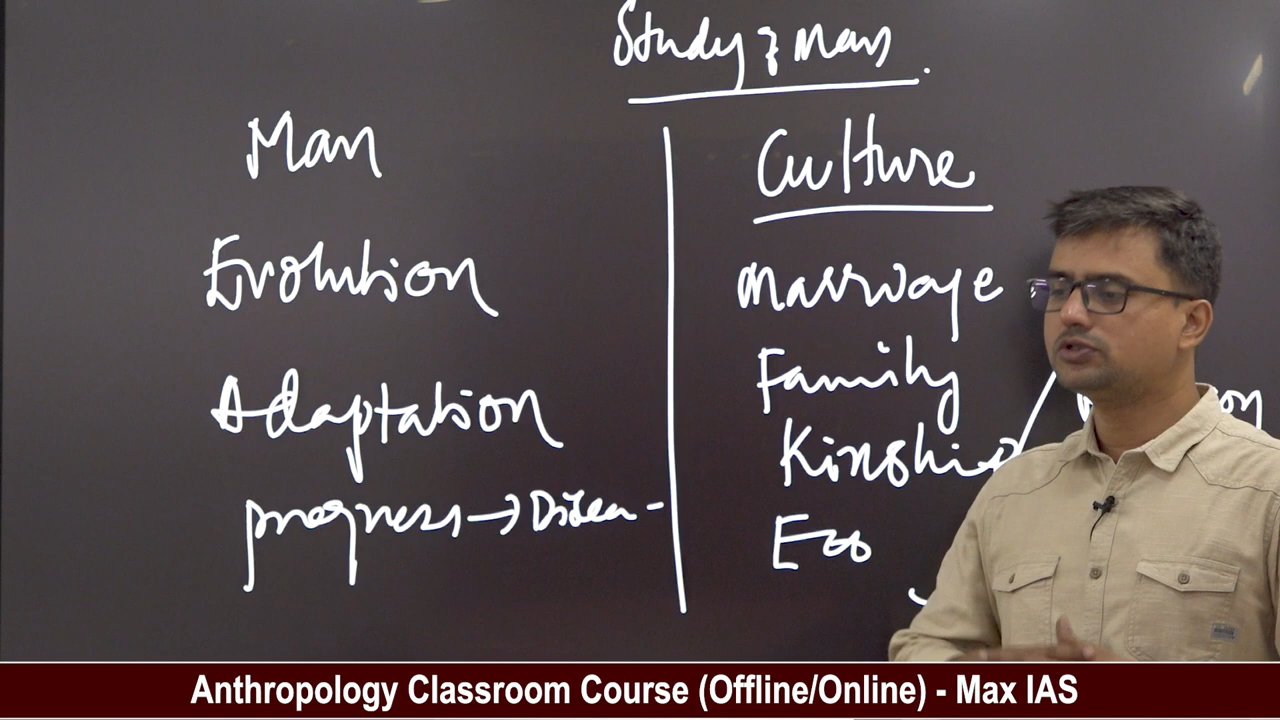 Study of Man
Man
Evolution
Adaptation
progress → Disea -
Culture
Marriage
Family
Kinship
Eco
Anthropology Classroom Course (Offline/Online) - Max IAS